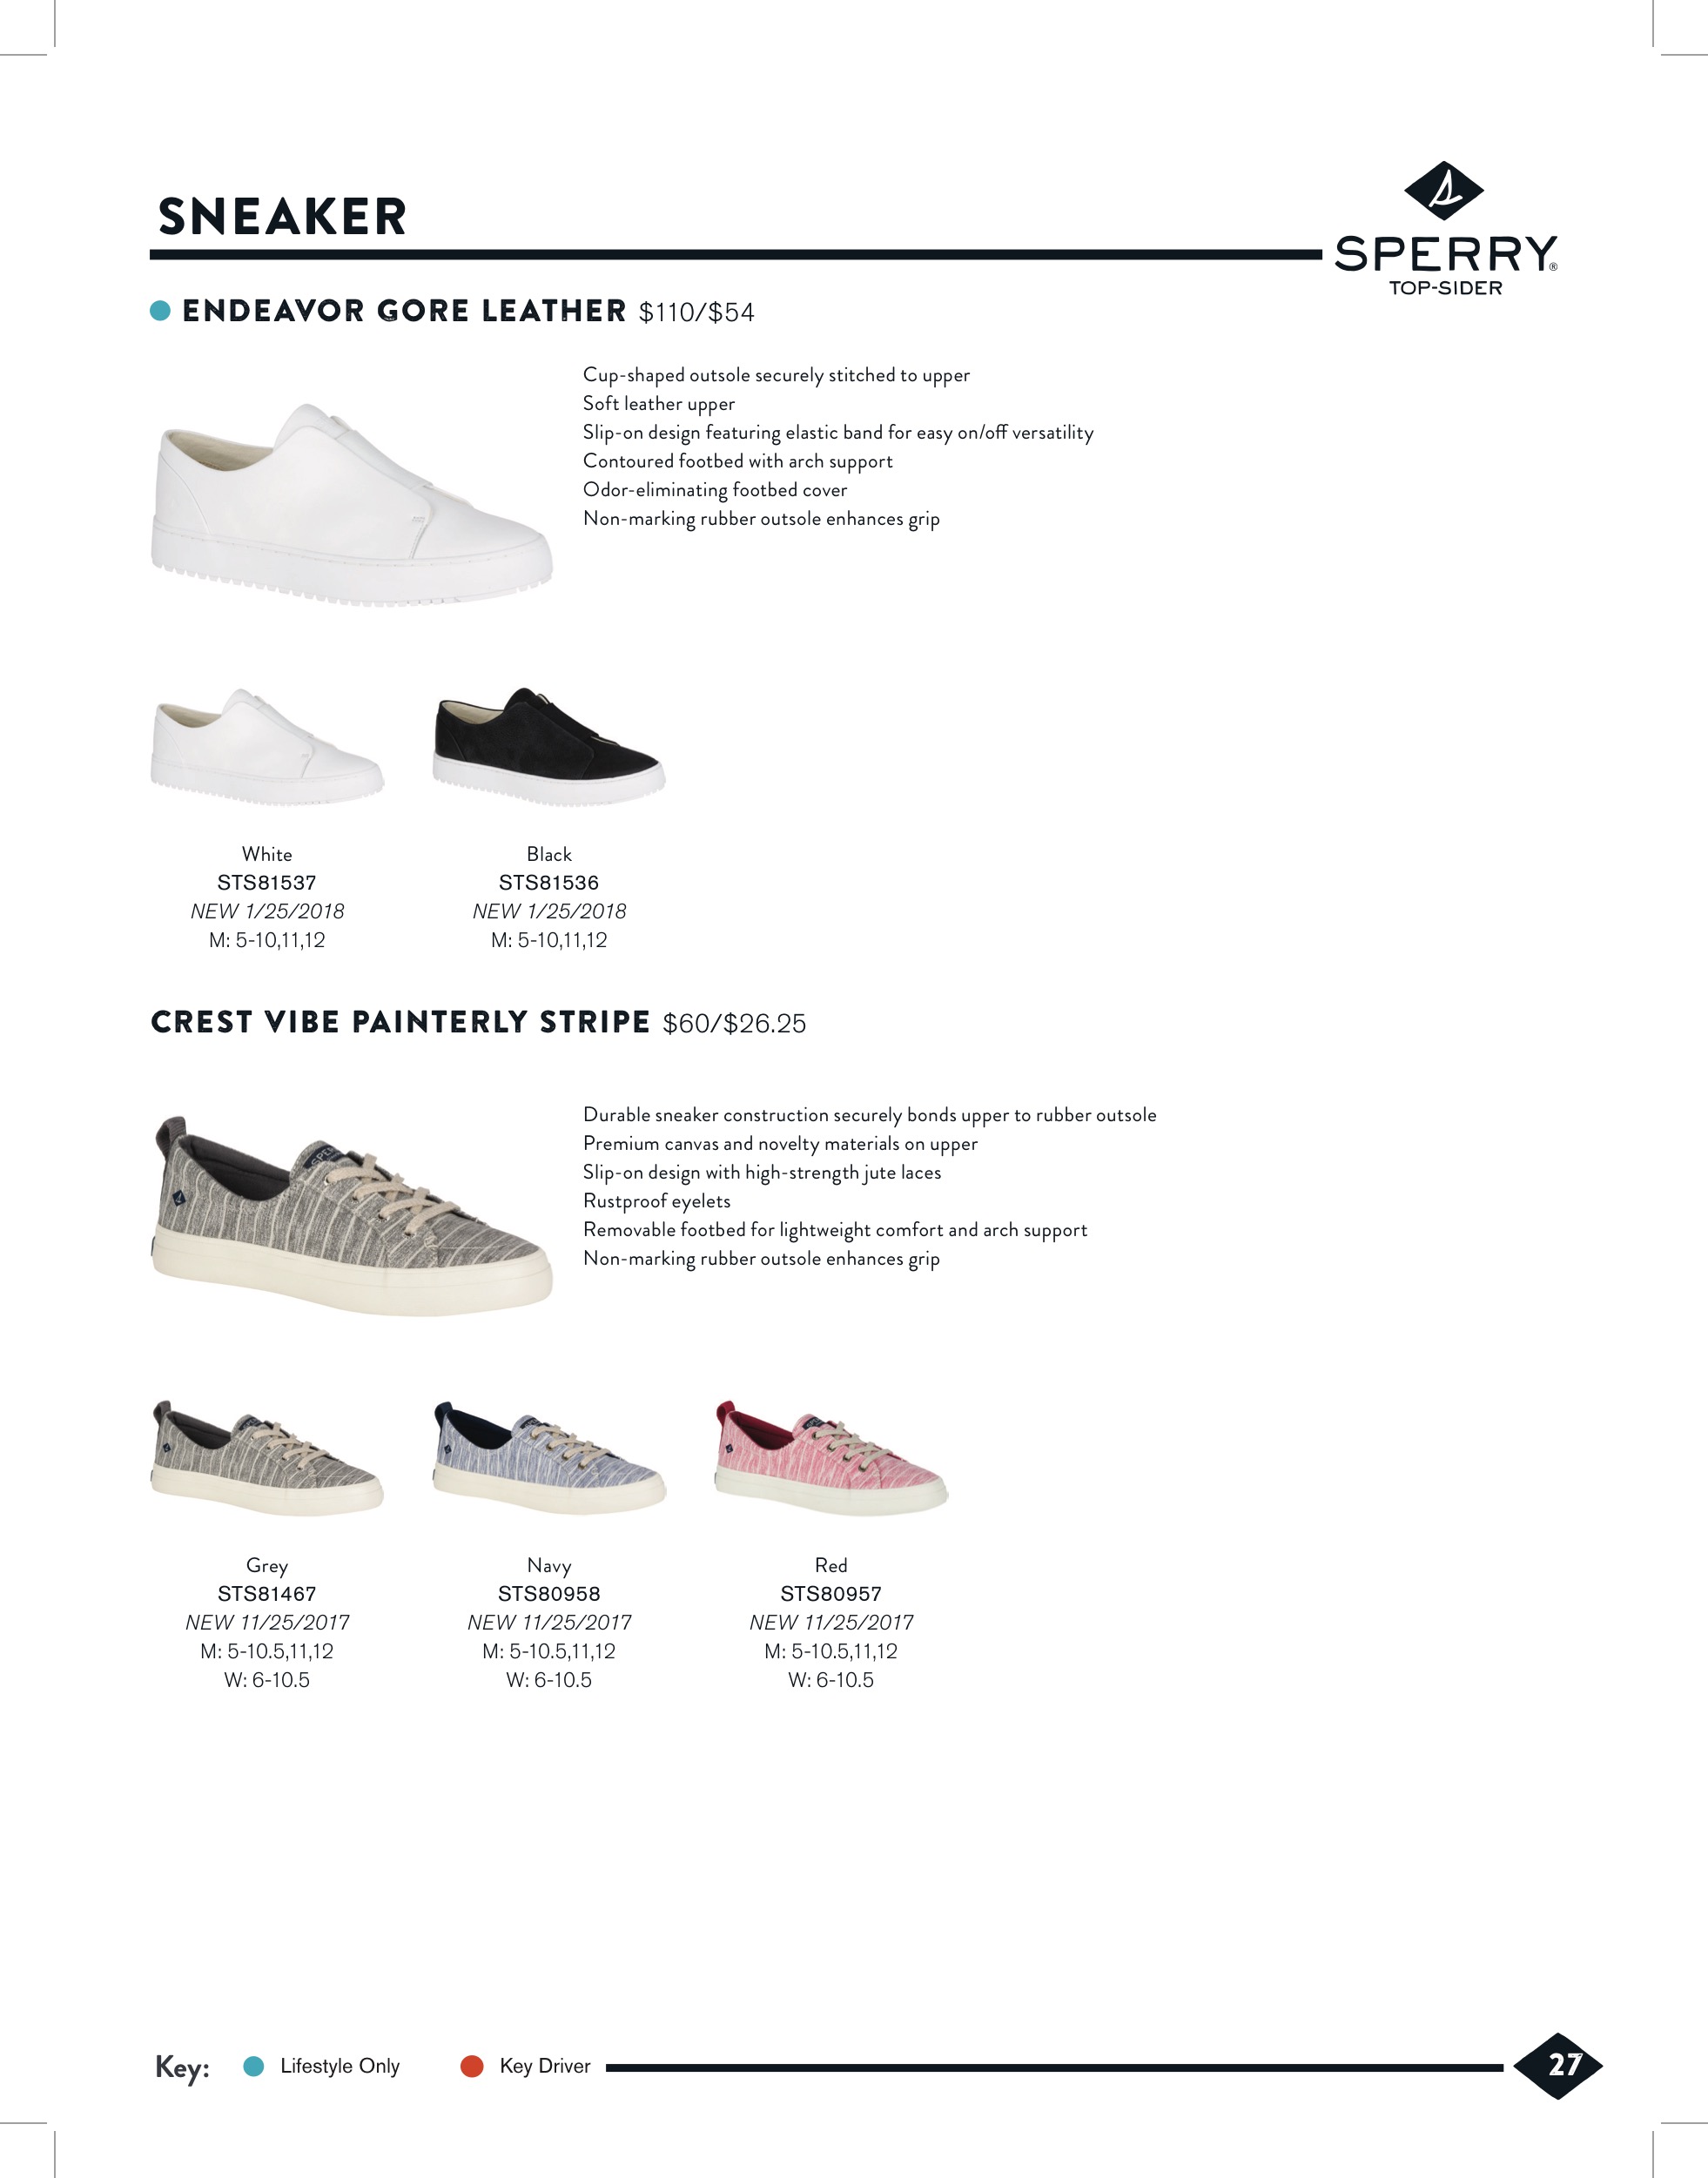 SNEAKER
SPERRY®
TOP-SIDER
ENDEAVOR GORE LEATHER $110/$54
Cup-shaped outsole securely stitched to upper
Soft leather upper
Slip-on design featuring elastic band for easy on/off versatility
Contoured footbed with arch support
Odor-eliminating footbed cover
Non-marking rubber outsole enhances grip
White
STS81537
NEW 1/25/2018
M: 5-10,11,12
Black
STS81536
NEW 1/25/2018
M: 5-10,11,12
CREST VIBE PAINTERLY STRIPE $60/$26.25
Durable sneaker construction securely bonds upper to rubber outsole
Premium canvas and novelty materials on upper
Slip-on design with high-strength jute laces
Rustproof eyelets
Removable footbed for lightweight comfort and arch support
Non-marking rubber outsole enhances grip
Grey
STS81467
NEW 11/25/2017
M: 5-10.5,11,12
W: 6-10.5
Navy
STS80958
NEW 11/25/2017
M: 5-10.5,11,12
W: 6-10.5
Red
STS80957
NEW 11/25/2017
M: 5-10.5,11,12
W: 6-10.5
Key: Lifestyle Only Key Driver
27